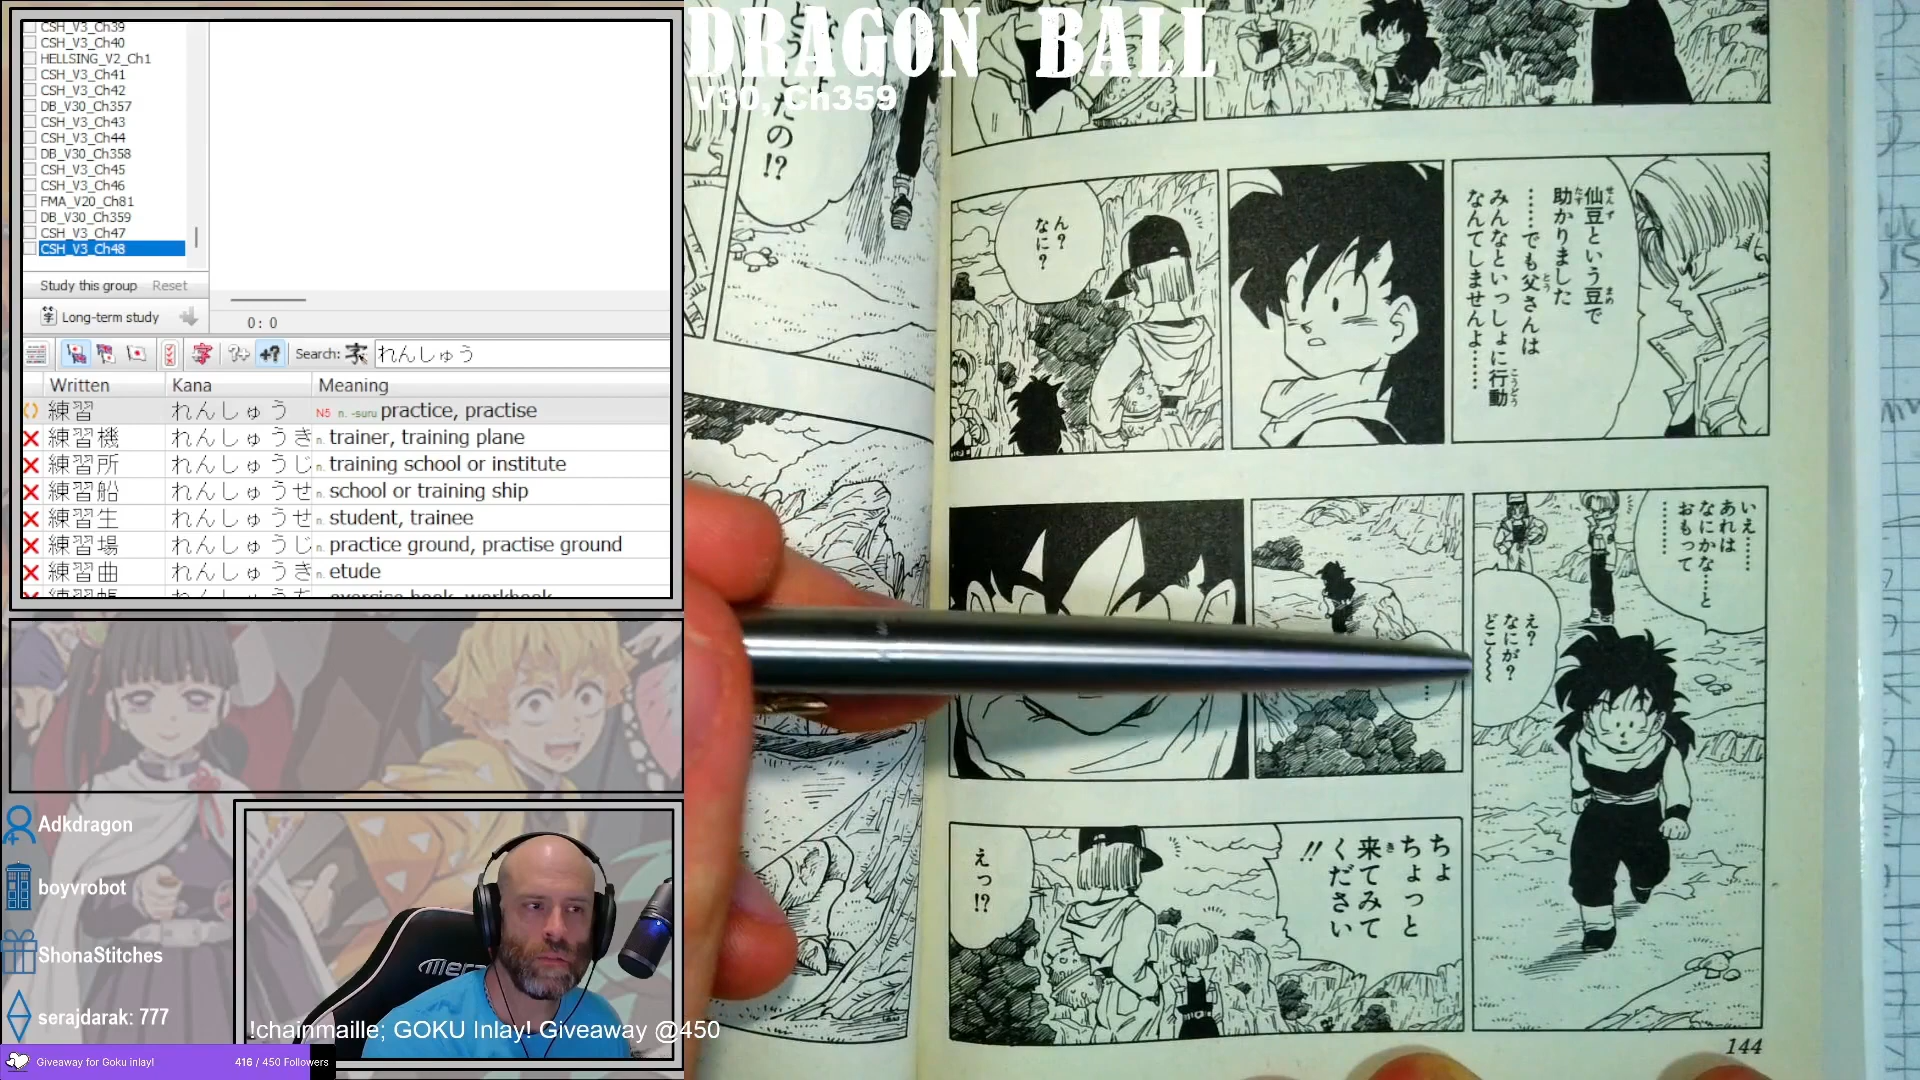 CSH_V3_Ch39
CSH_V3_Ch40
HELLSING_V2_Ch1
CSH_V3_Ch41
CSH_V3_Ch42
DB_V30_Ch357
CSH_V3_Ch43
CSH_V3_Ch44
DB_V30_Ch358
CSH_V3_Ch45
CSH_V3_Ch46
FMA_V20_Ch81
DB_V30_Ch359
CSH_V3_Ch47
CSH_V3_Ch48
Study this group Reset
Long-term study
0: 0
Search: れんしゅう
Written Kana Meaning
練習 れんしゅう N5 n. -suru practice, practise
練習機 れんしゅうき n. trainer, training plane
練習所 れんしゅうじ n. training school or institute
練習船 れんしゅうせ n. school or training ship
練習生 れんしゅうせ n. student, trainee
練習場 れんしゅうじ n. practice ground, practise ground
練習曲 れんしゅうき n. etude
DRAGON BALL
V30, Ch359
たの!?
仙豆という豆で
助かりました
……でも父さんは
みんなといっしょに行動
なんてしませんよ……
ん?
なに?
いえ……
あれは
なにかな…と
おもって
………
え?
なにが?
どこ〜〜
ちょ
ちょっと
来てみて
ください
!!
えっ!?
144
Adkdragon
boyvrobot
ShonaStitches
serajdarak: 777
!chainmaille; GOKU Inlay! Giveaway @450
Giveaway for Goku inlay! 416 / 450 Followers